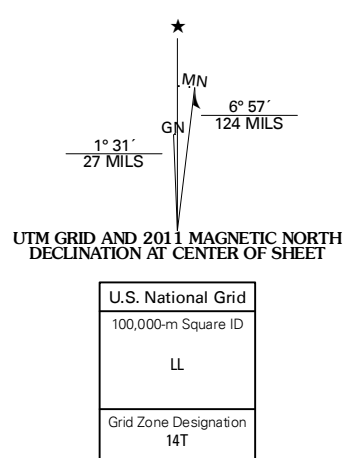 ★
MN
6° 57´
124 MILS
GN
1° 31´
27 MILS
UTM GRID AND 2011 MAGNETIC NORTH
DECLINATION AT CENTER OF SHEET
U.S. National Grid
100,000-m Square ID
LL
Grid Zone Designation
14T